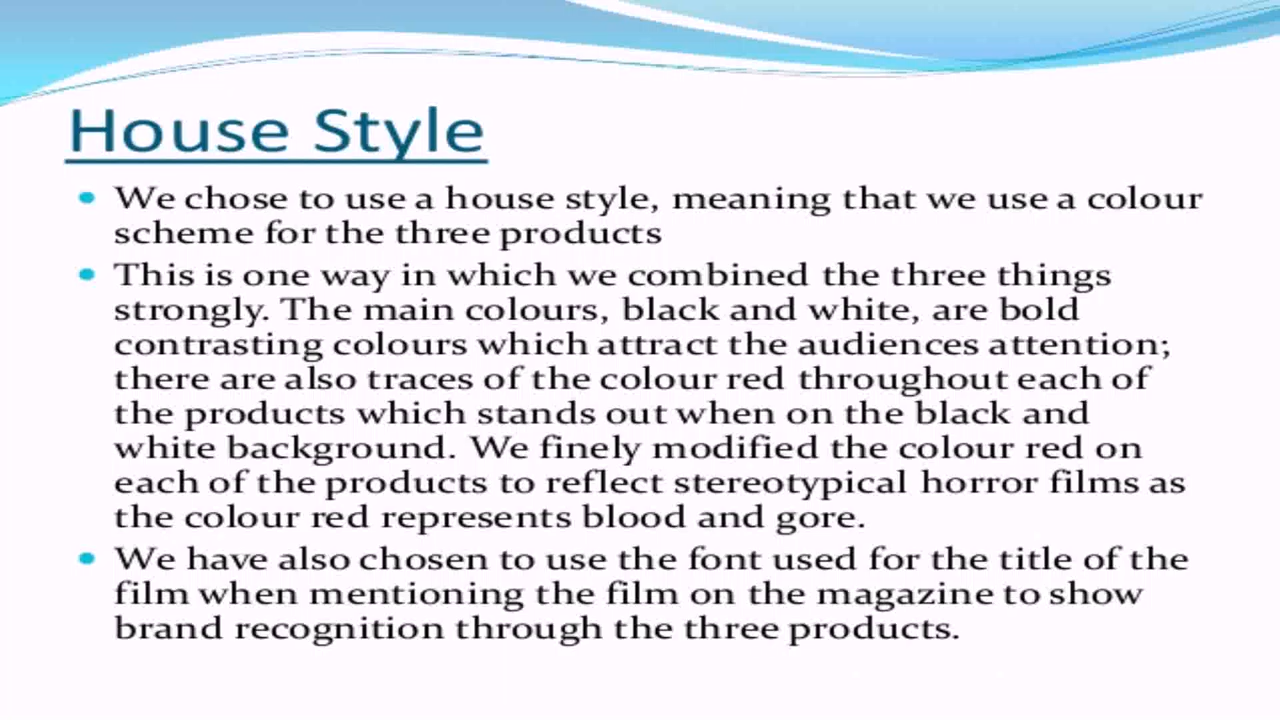 House Style
We chose to use a house style, meaning that we use a colour
scheme for the three products
This is one way in which we combined the three things
strongly. The main colours, black and white, are bold
contrasting colours which attract the audiences attention;
there are also traces of the colour red throughout each of
the products which stands out when on the black and
white background. We finely modified the colour red on
each of the products to reflect stereotypical horror films as
the colour red represents blood and gore.
We have also chosen to use the font used for the title of the
film when mentioning the film on the magazine to show
brand recognition through the three products.